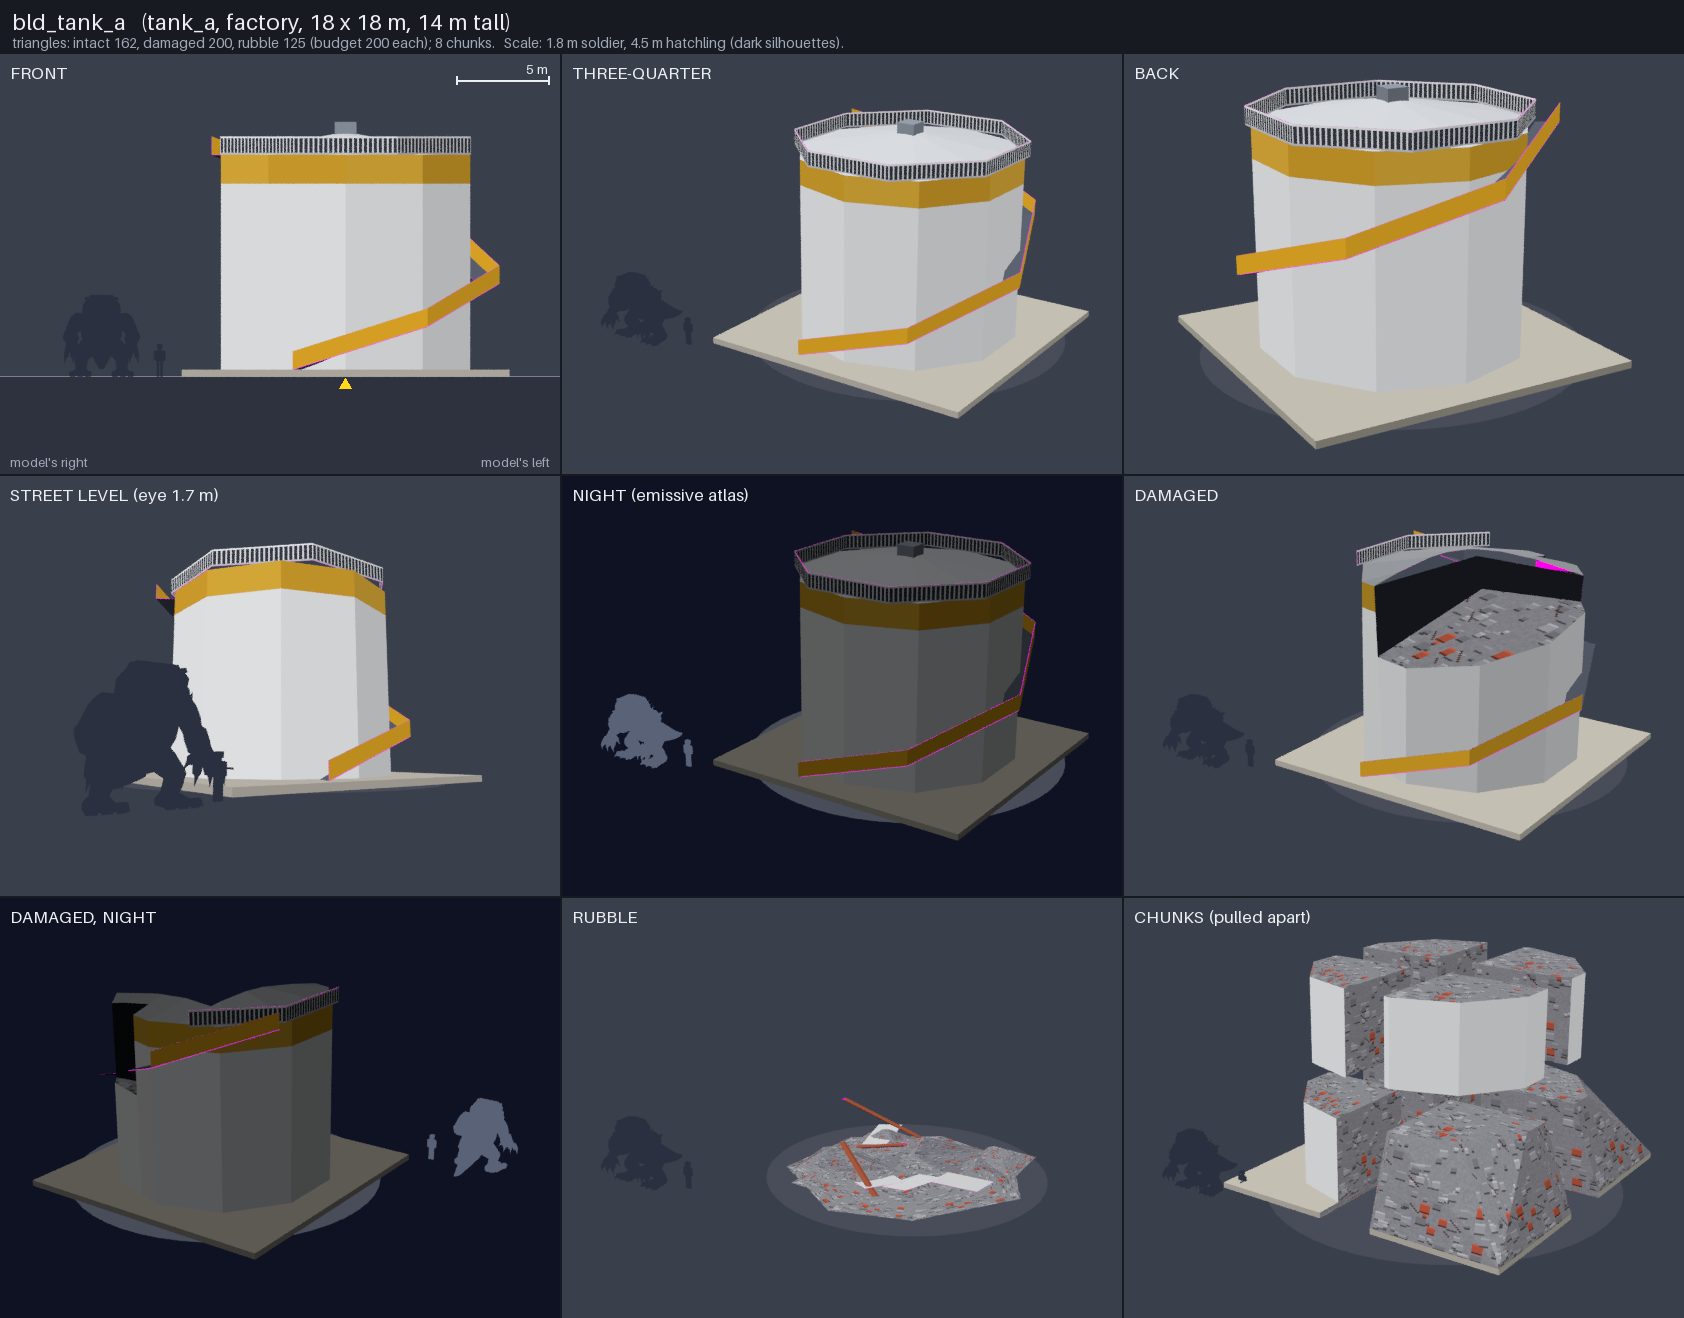 bld_tank_a (tank_a, factory, 18 x 18 m, 14 m tall)
triangles: intact 162, damaged 200, rubble 125 (budget 200 each); 8 chunks. Scale: 1.8 m soldier, 4.5 m hatchling (dark silhouettes).
FRONT
5 m
model's right
model's left
THREE-QUARTER
BACK
STREET LEVEL (eye 1.7 m)
NIGHT (emissive atlas)
DAMAGED
DAMAGED, NIGHT
RUBBLE
CHUNKS (pulled apart)